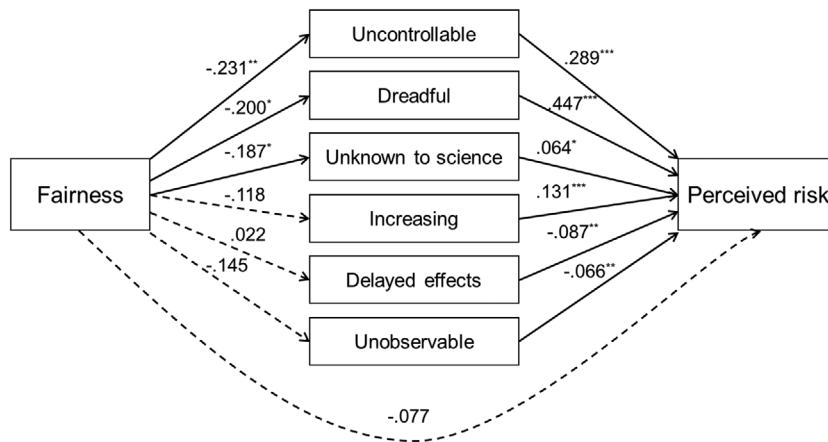 Uncontrollable
-.231**
.289***
Dreadful
-.200*
.447***
-.187*
Unknown to science
.064*
Fairness
-.118
.131***
Perceived risk
Increasing
.022
-.087**
-.145
Delayed effects
-.066**
Unobservable
-.077